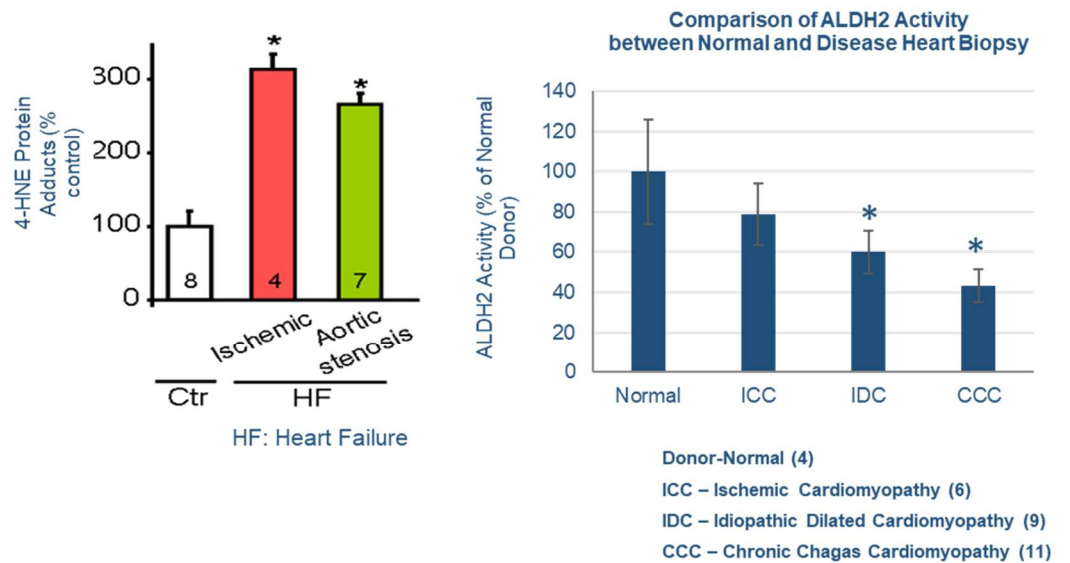 4-HNE Protein
Adducts (%
control)
300
200
100
0
*
*
8
4
7
Ischemic
Aortic
stenosis
Ctr
HF
HF: Heart Failure
Comparison of ALDH2 Activity
between Normal and Disease Heart Biopsy
ALDH2 Activity (% of Normal
Donor)
140
120
100
80
60
40
20
0
*
*
Normal
ICC
IDC
CCC
Donor-Normal (4)
ICC – Ischemic Cardiomyopathy (6)
IDC – Idiopathic Dilated Cardiomyopathy (9)
CCC – Chronic Chagas Cardiomyopathy (11)